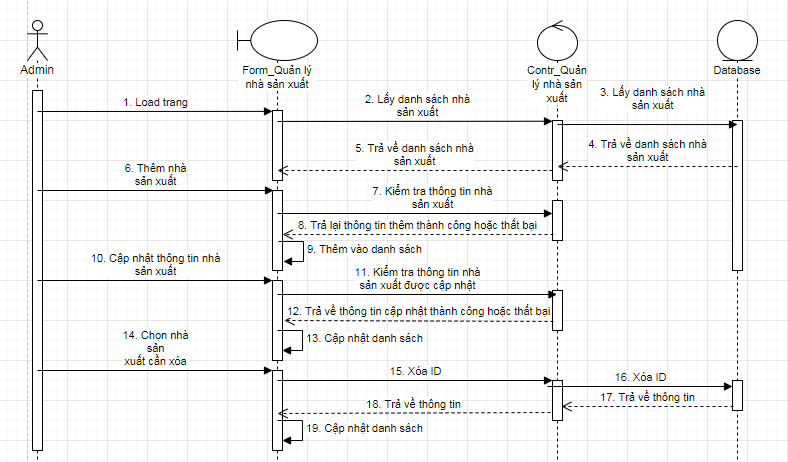 Admin
Form_Quản lý
nhà sản xuất
Contr_Quản
lý nhà sản
xuất
Database
1. Load trang
2. Lấy danh sách nhà
sản xuất
3. Lấy danh sách nhà
sản xuất
4. Trả về danh sách nhà
sản xuất
5. Trả về danh sách nhà
sản xuất
6. Thêm nhà
sản xuất
7. Kiểm tra thông tin nhà
sản xuất
8. Trả lại thông tin thêm thành công hoặc thất bại
9. Thêm vào danh sách
10. Cập nhật thông tin nhà
sản xuất
11. Kiểm tra thông tin nhà
sản xuất được cập nhật
12. Trả về thông tin cập nhật thành công hoặc thất bại
13. Cập nhật danh sách
14. Chọn nhà
sản
xuất cần xóa
15. Xóa ID
16. Xóa ID
17. Trả về thông tin
18. Trả về thông tin
19. Cập nhật danh sách